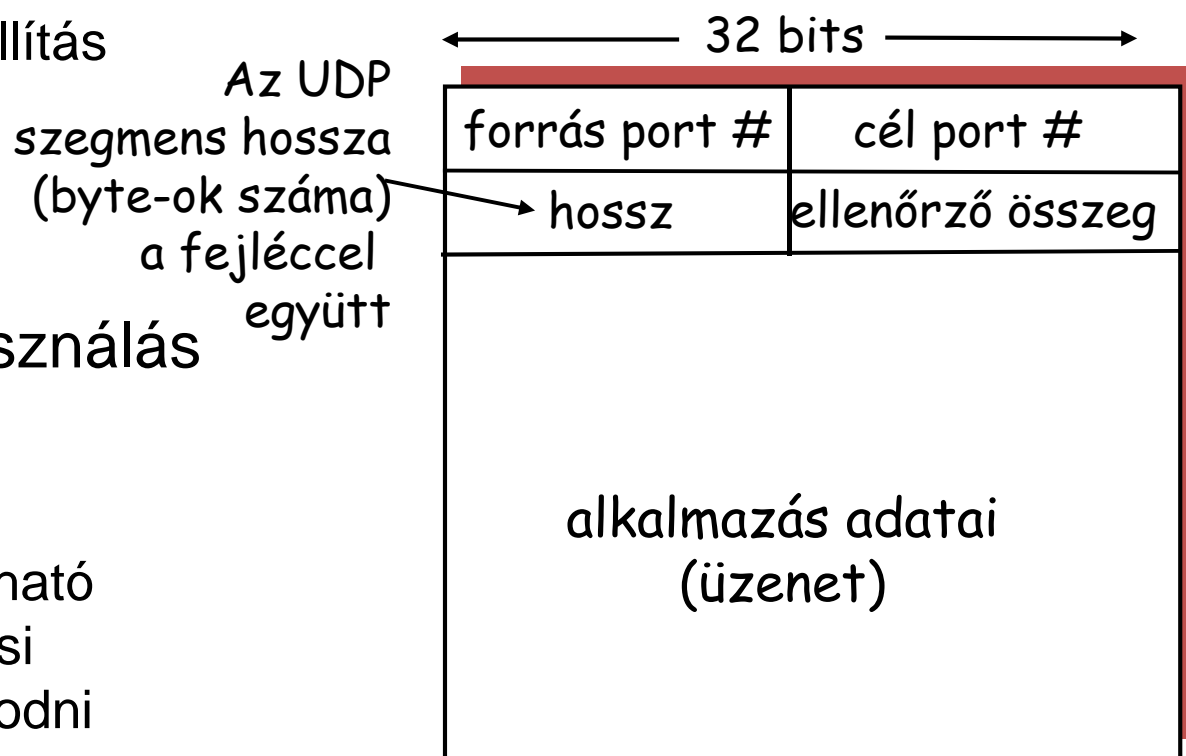 llítás
32 bits
Az UDP
szegmens hossza
(byte-ok száma)
a fejléccel
együtt
forrás port #
cél port #
hossz
ellenőrző összeg
sználás
alkalmazás adatai
(üzenet)
ható
si
odni